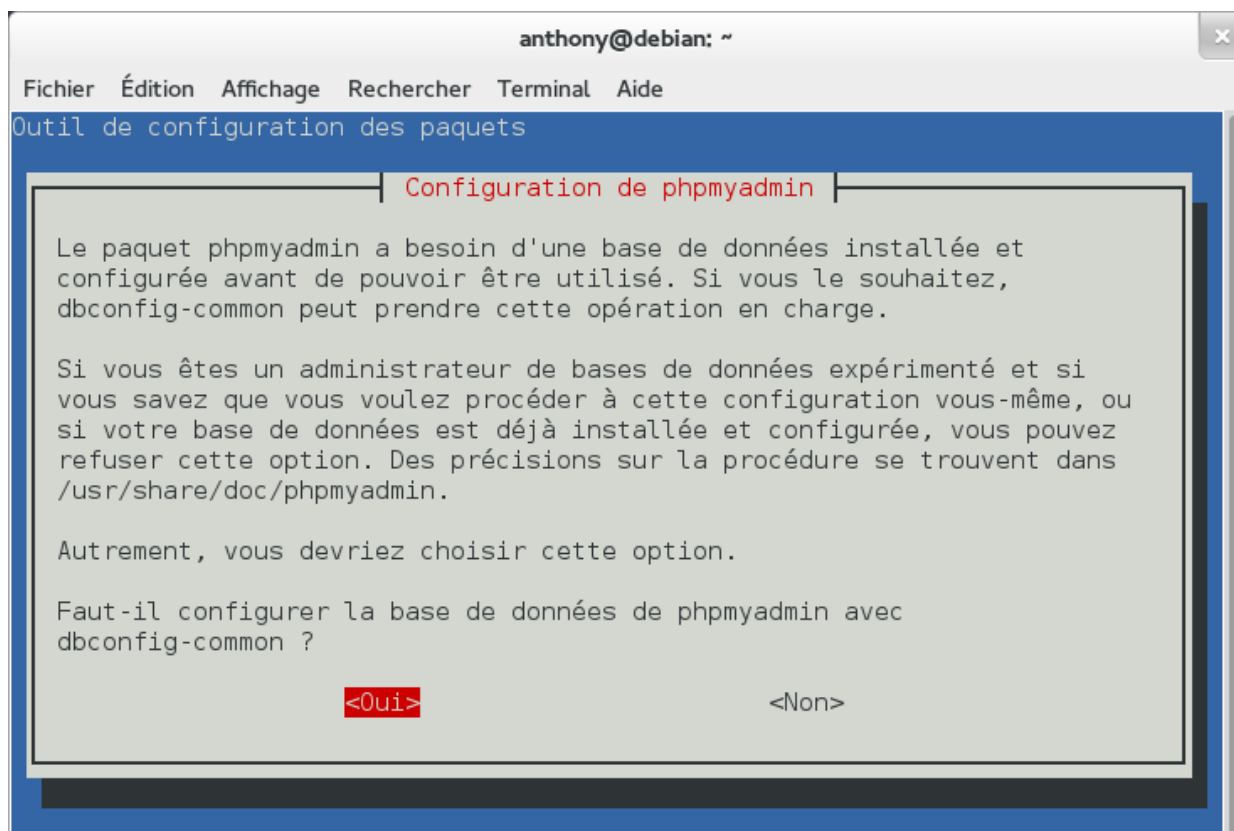 anthony@debian: ~
Fichier Édition Affichage Rechercher Terminal Aide
Outil de configuration des paquets
Configuration de phpmyadmin
Le paquet phpmyadmin a besoin d'une base de données installée et
configurée avant de pouvoir être utilisé. Si vous le souhaitez,
dbconfig-common peut prendre cette opération en charge.
Si vous êtes un administrateur de bases de données expérimenté et si
vous savez que vous voulez procéder à cette configuration vous-même, ou
si votre base de données est déjà installée et configurée, vous pouvez
refuser cette option. Des précisions sur la procédure se trouvent dans
/usr/share/doc/phpmyadmin.
Autrement, vous devriez choisir cette option.
Faut-il configurer la base de données de phpmyadmin avec
dbconfig-common ?
<Oui> <Non>